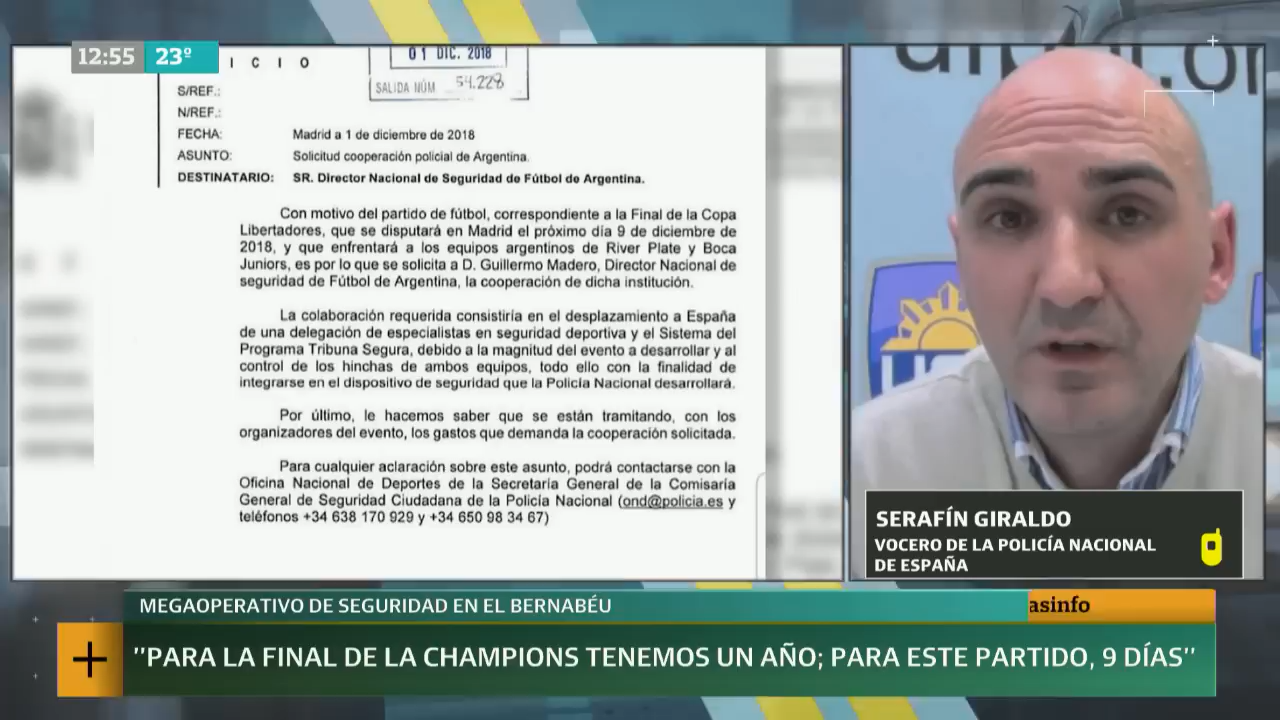 12:55 23º
I C I O
01 DIC. 2018
SALIDA NÚM 54.228
S/REF.:
N/REF.:
FECHA: Madrid a 1 de diciembre de 2018
ASUNTO: Solicitud cooperación policial de Argentina.
DESTINATARIO: SR. Director Nacional de Seguridad de Fútbol de Argentina.
Con motivo del partido de fútbol, correspondiente a la Final de la Copa
Libertadores, que se disputará en Madrid el próximo día 9 de diciembre de
2018, y que enfrentará a los equipos argentinos de River Plate y Boca
Juniors, es por lo que se solicita a D. Guillermo Madero, Director Nacional de
seguridad de Fútbol de Argentina, la cooperación de dicha institución.
La colaboración requerida consistiría en el desplazamiento a España
de una delegación de especialistas en seguridad deportiva y el Sistema del
Programa Tribuna Segura, debido a la magnitud del evento a desarrollar y al
control de los hinchas de ambos equipos, todo ello con la finalidad de
integrarse en el dispositivo de seguridad que la Policía Nacional desarrollará.
Por último, le hacemos saber que se están tramitando, con los
organizadores del evento, los gastos que demanda la cooperación solicitada.
Para cualquier aclaración sobre este asunto, podrá contactarse con la
Oficina Nacional de Deportes de la Secretaría General de la Comisaría
General de Seguridad Ciudadana de la Policía Nacional (ond@policia.es y
teléfonos +34 638 170 929 y +34 650 98 34 67)
SERAFÍN GIRALDO
VOCERO DE LA POLICÍA NACIONAL
DE ESPAÑA
MEGAOPERATIVO DE SEGURIDAD EN EL BERNABÉU
asinfo
"PARA LA FINAL DE LA CHAMPIONS TENEMOS UN AÑO; PARA ESTE PARTIDO, 9 DÍAS"